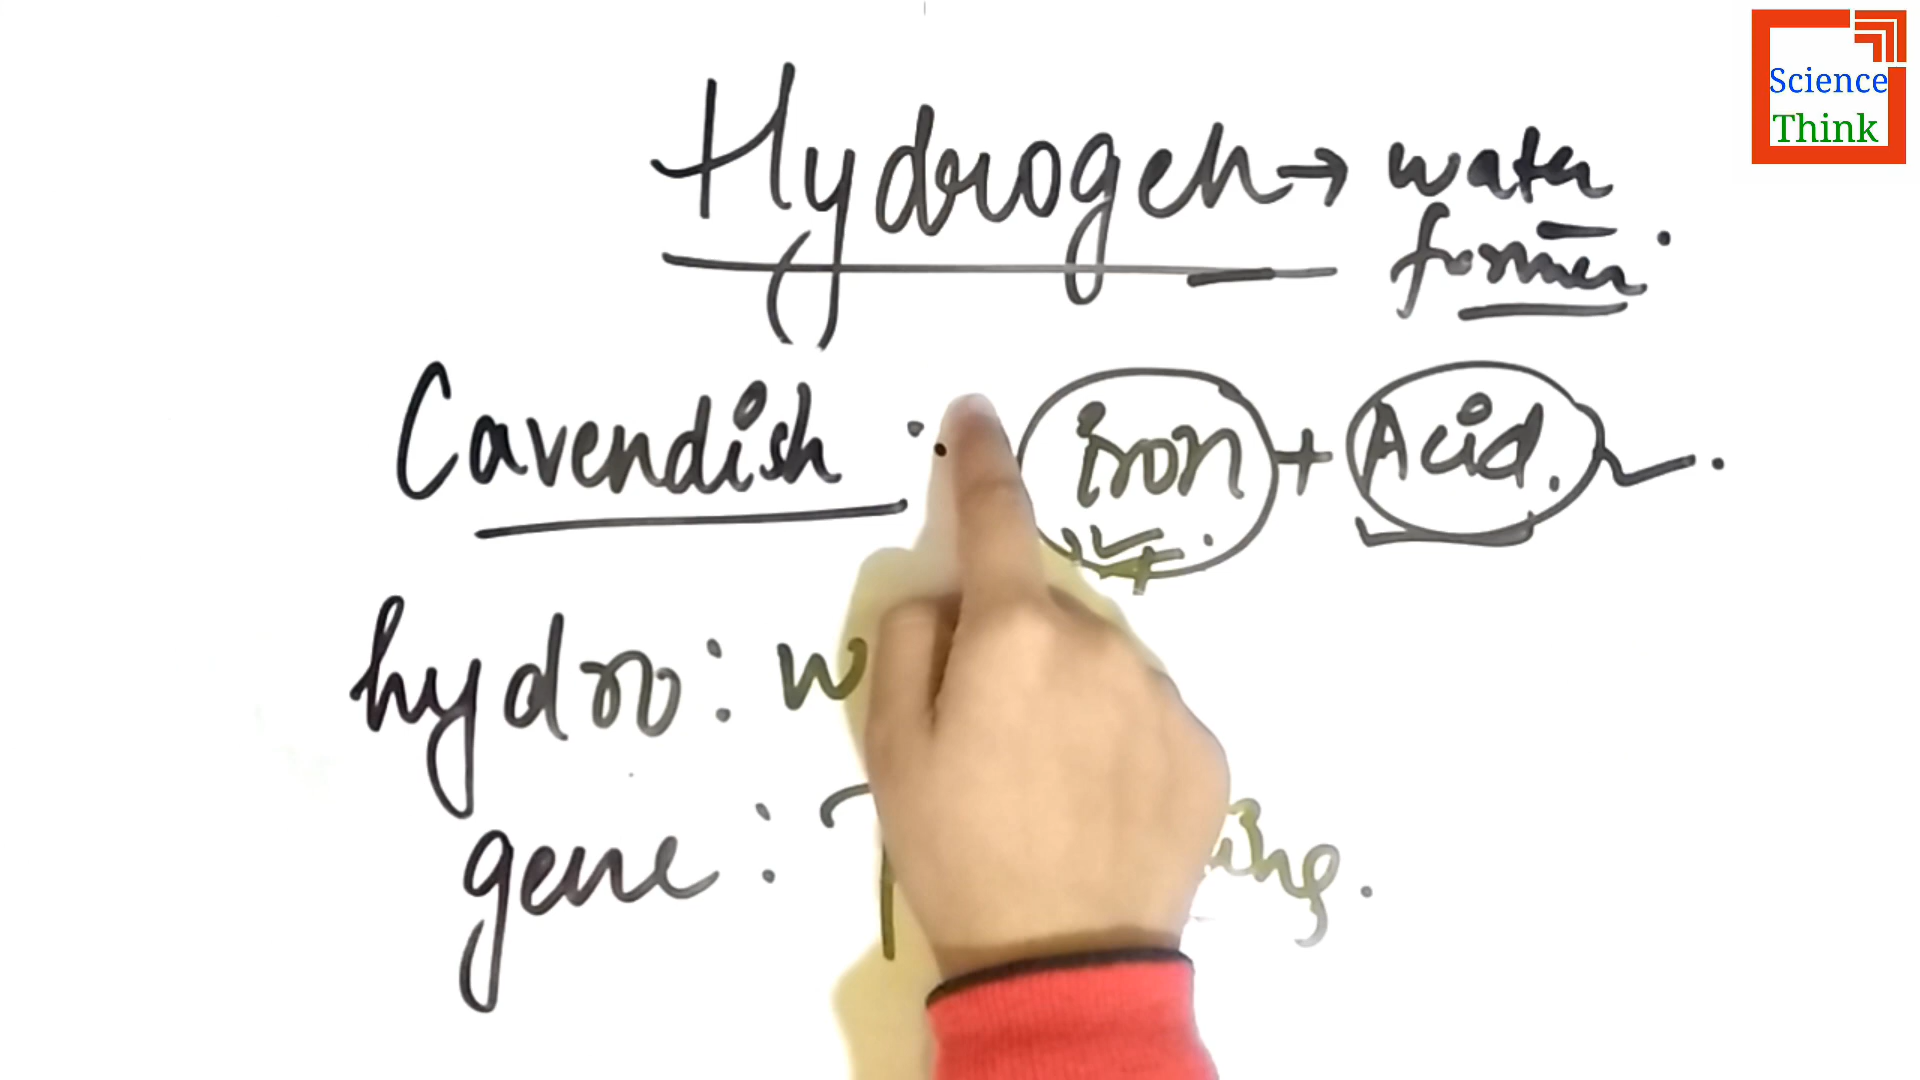 Science
Think
Hydrogen → water
former.
Cavendish : iron + Acid.
hydro :
gene :